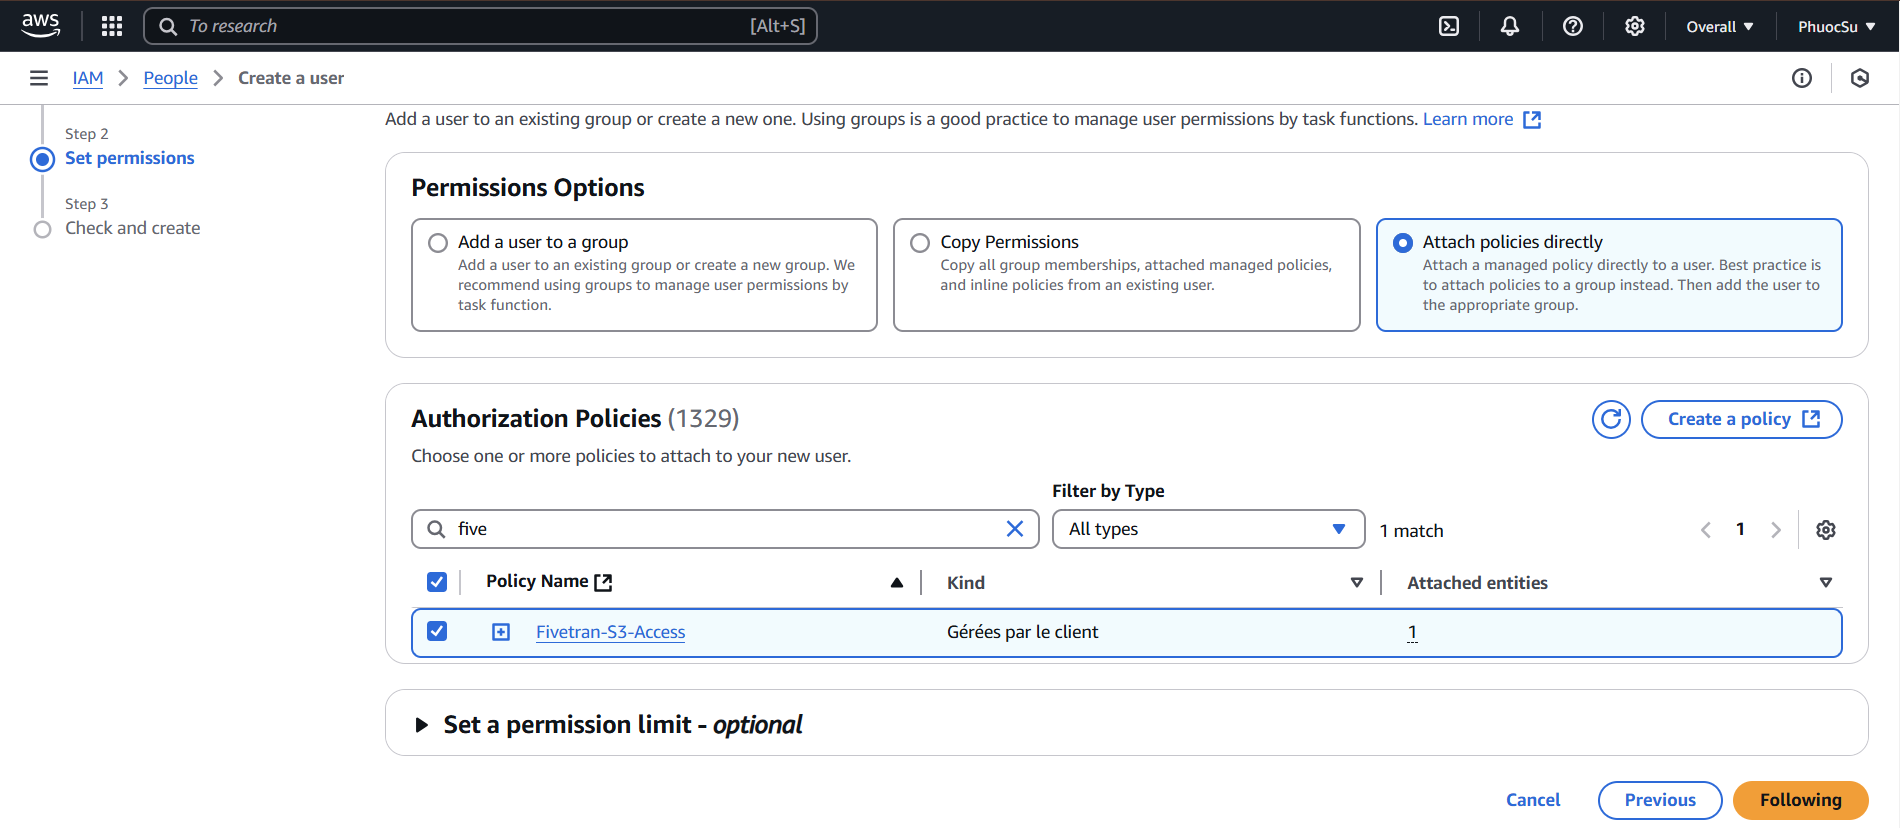 aws
To research
[Alt+S]
Overall
PhuocSu
IAM
People
Create a user
Step 2
Set permissions
Step 3
Check and create
Add a user to an existing group or create a new one. Using groups is a good practice to manage user permissions by task functions. Learn more
Permissions Options
Add a user to a group
Add a user to an existing group or create a new group. We
recommend using groups to manage user permissions by
task function.
Copy Permissions
Copy all group memberships, attached managed policies,
and inline policies from an existing user.
Attach policies directly
Attach a managed policy directly to a user. Best practice is
to attach policies to a group instead. Then add the user to
the appropriate group.
Authorization Policies (1329)
Create a policy
Choose one or more policies to attach to your new user.
Filter by Type
five
All types
1 match
1
Policy Name
Kind
Attached entities
Fivetran-S3-Access
Gérées par le client
1
Set a permission limit - optional
Cancel
Previous
Following